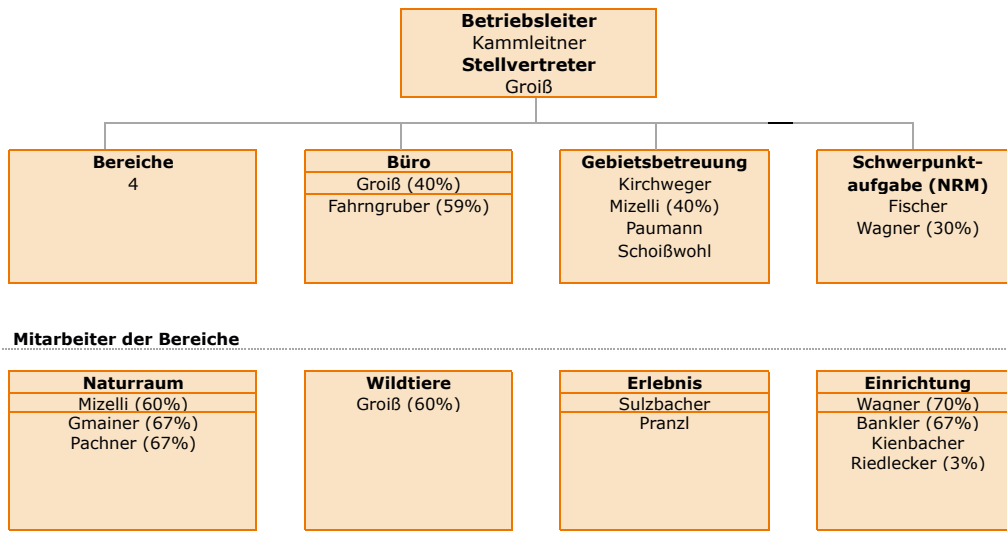 Betriebsleiter
Kammleitner
Stellvertreter
Groiß
Bereiche
4
Büro
Groiß (40%)
Fahrngruber (59%)
Gebietsbetreuung
Kirchweger
Mizelli (40%)
Paumann
Schoißwohl
Schwerpunkt-
aufgabe (NRM)
Fischer
Wagner (30%)
Mitarbeiter der Bereiche
Naturraum
Mizelli (60%)
Gmainer (67%)
Pachner (67%)
Wildtiere
Groiß (60%)
Erlebnis
Sulzbacher
Pranzl
Einrichtung
Wagner (70%)
Bankler (67%)
Kienbacher
Riedlecker (3%)